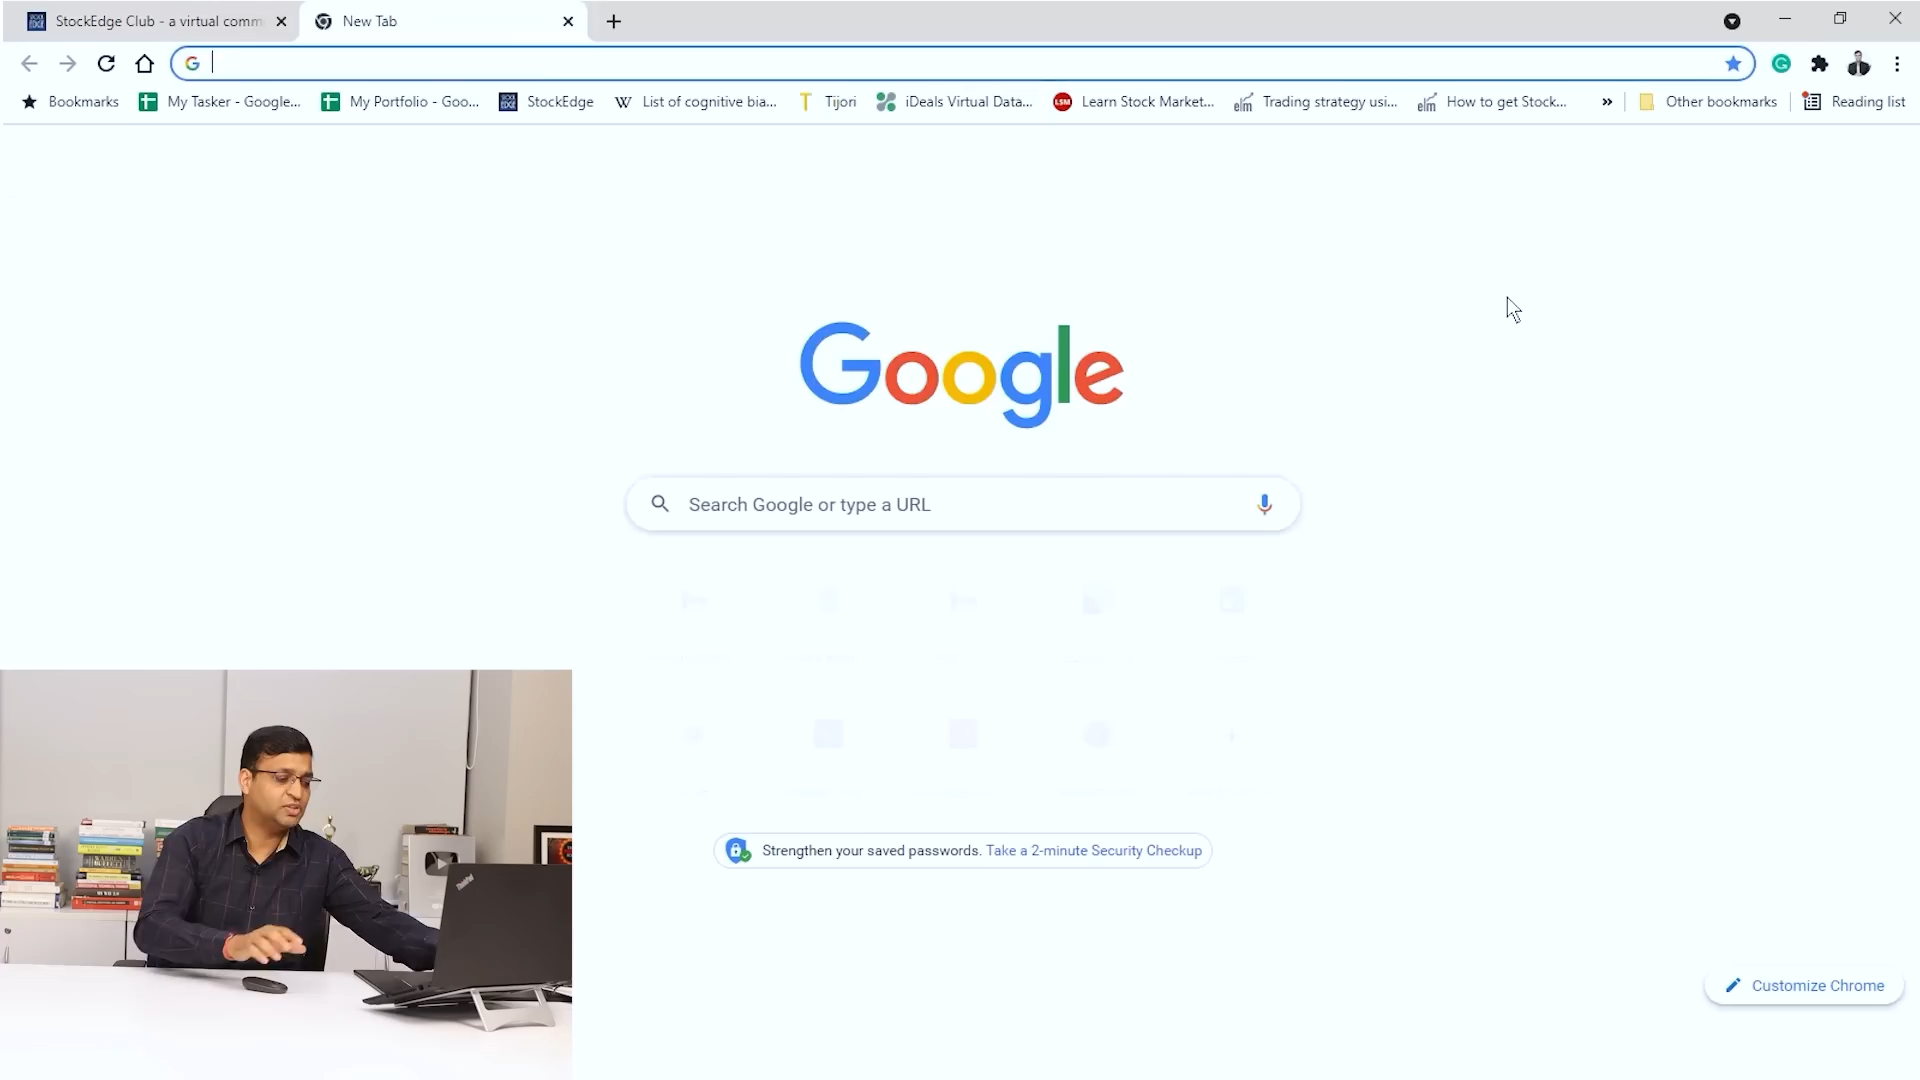 StockEdge Club - a virtual comm
New Tab
Bookmarks
My Tasker - Google...
My Portfolio - Goo...
StockEdge
List of cognitive bia...
Tijori
iDeals Virtual Data...
Learn Stock Market...
Trading strategy usi...
How to get Stock...
»
Other bookmarks
Reading list
Google
Search Google or type a URL
Strengthen your saved passwords. Take a 2-minute Security Checkup
Customize Chrome
ThinkPad